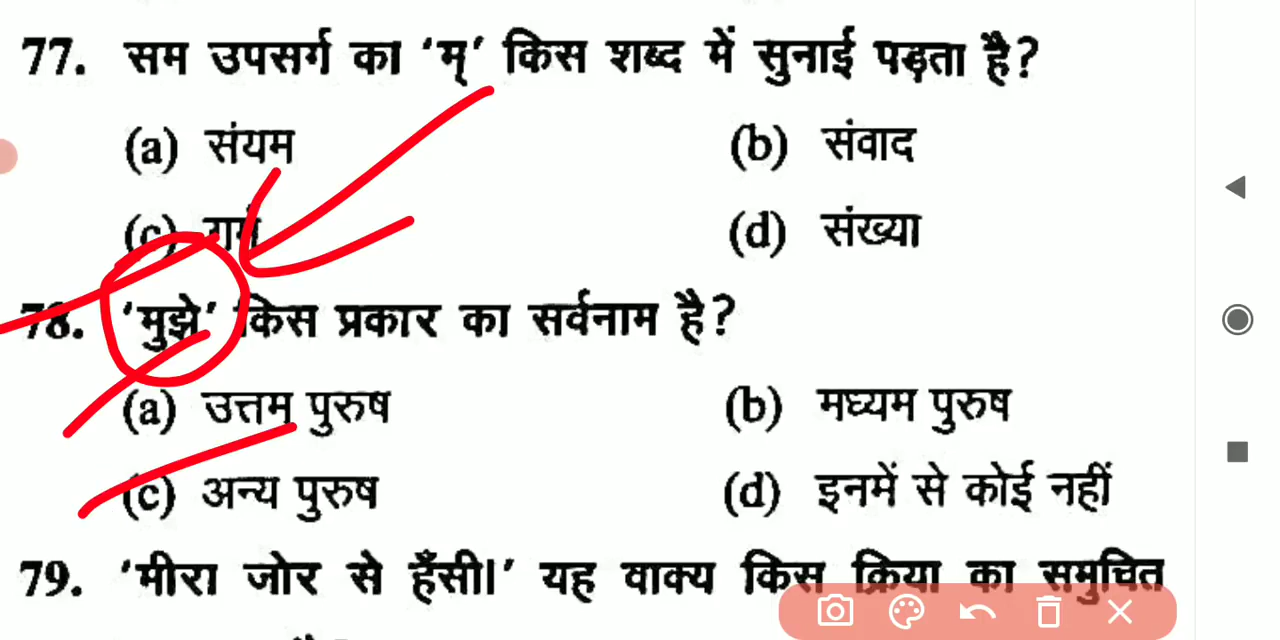 77. सम उपसर्ग का ‘म्’ किस शब्द में सुनाई पड़ता है?
(a) संयम (b) संवाद
(c) (d) संख्या
78. ‘मुझे’ किस प्रकार का सर्वनाम है?
(a) उत्तम पुरुष (b) मध्यम पुरुष
(c) अन्य पुरुष (d) इनमें से कोई नहीं
79. ‘मीरा जोर से हँसी।’ यह वाक्य किस क्रिया का समुचित